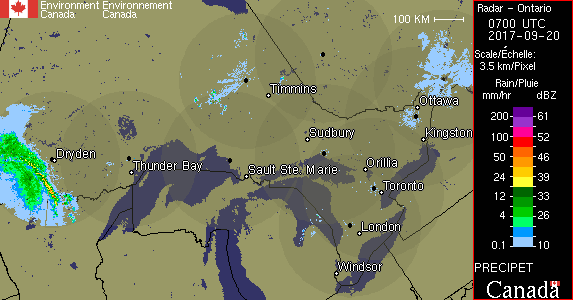 Environment Environnement
Canada Canada
100 KM
Timmins
Ottawa
Sudbury
Kingston
Dryden
Thunder Bay
Sault Ste. Marie
Orillia
Toronto
London
Windsor
Radar - Ontario
0700 UTC
2017-09-20
Scale/Échelle:
3.5 km/Pixel
Rain/Pluie
mm/hr dBZ
200 61
100 52
50 46
24 39
12 33
4 26
0.1 10
PRECIPET
Canada